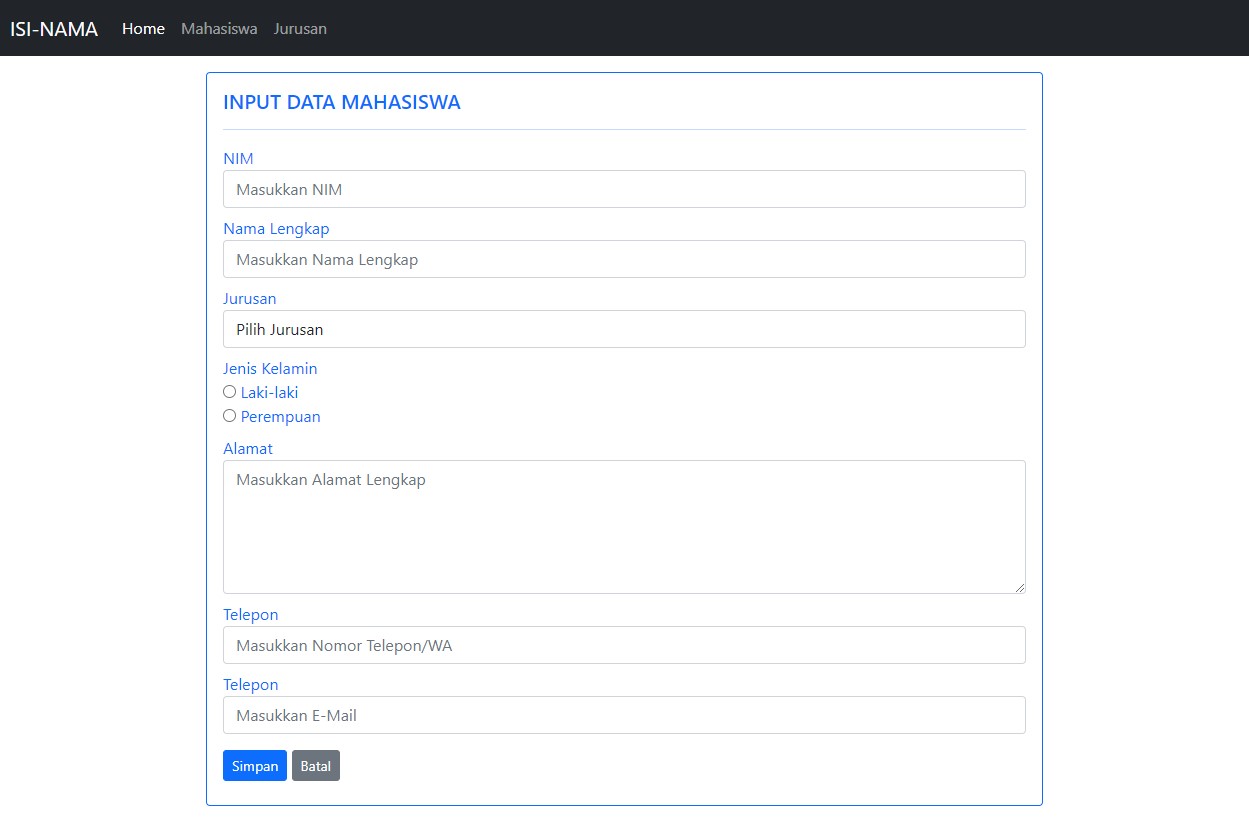 ISI-NAMA Home Mahasiswa Jurusan
INPUT DATA MAHASISWA
NIM
Masukkan NIM
Nama Lengkap
Masukkan Nama Lengkap
Jurusan
Pilih Jurusan
Jenis Kelamin
Laki-laki
Perempuan
Alamat
Masukkan Alamat Lengkap
Telepon
Masukkan Nomor Telepon/WA
Telepon
Masukkan E-Mail
Simpan Batal